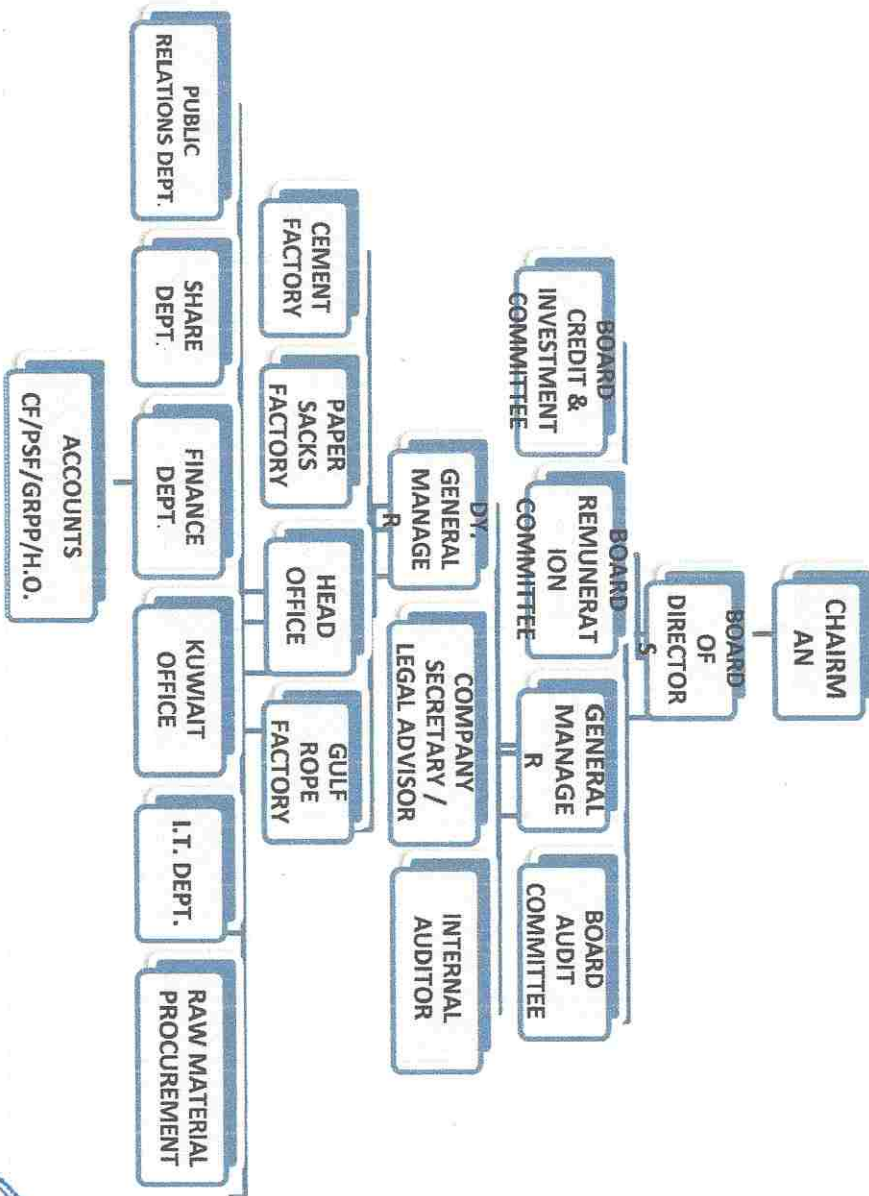 CHAIRM
AN
BOARD
OF
DIRECTOR
S
BOARD
CREDIT &
INVESTMENT
COMMITTEE
BOARD
REMUNERAT
ION
COMMITTEE
GENERAL
MANAGE
R
BOARD
AUDIT
COMMITTEE
DY.
GENERAL
MANAGE
R
COMPANY
SECRETARY /
LEGAL ADVISOR
INTERNAL
AUDITOR
CEMENT
FACTORY
PAPER
SACKS
FACTORY
HEAD
OFFICE
GULF
ROPE
FACTORY
PUBLIC
RELATIONS DEPT.
SHARE
DEPT.
FINANCE
DEPT.
KUWIAIT
OFFICE
I.T. DEPT.
RAW MATERIAL
PROCUREMENT
ACCOUNTS
CF/PSF/GRPP/H.O.